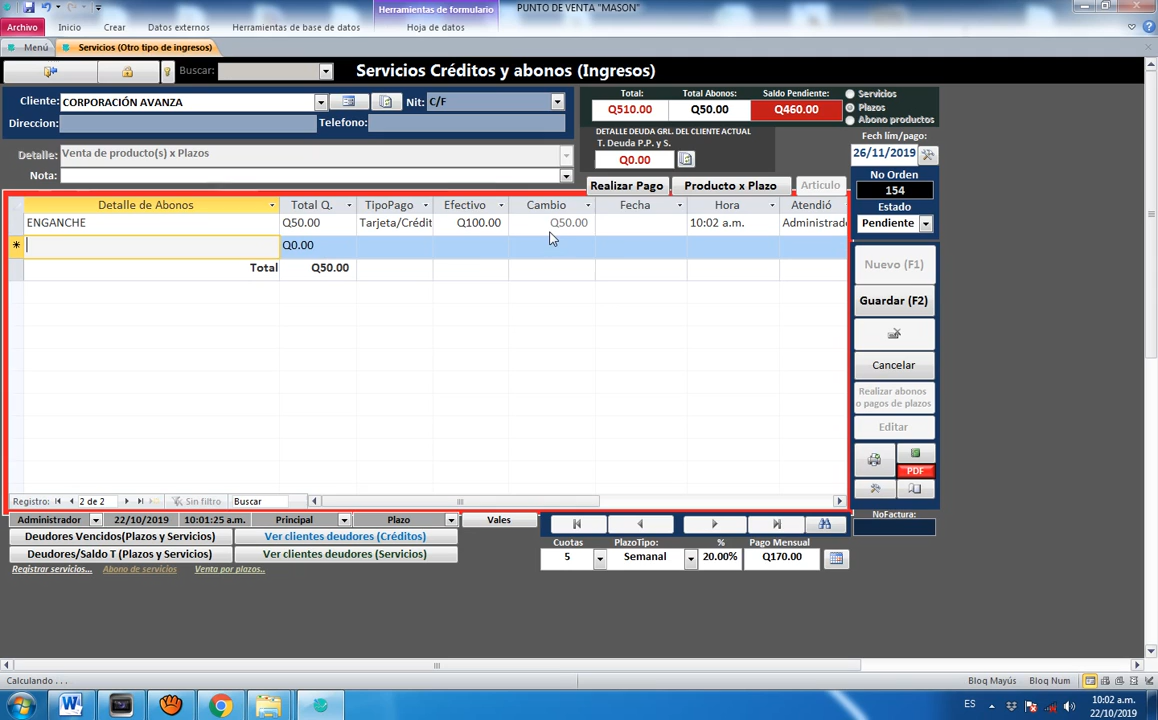 Herramientas de formulario
PUNTO DE VENTA "MASON"
Archivo Inicio Crear Datos externos Herramientas de base de datos Hoja de datos
Menú Servicios (Otro tipo de ingresos)
Buscar: Servicios Créditos y abonos (Ingresos)
Cliente: CORPORACIÓN AVANZA Nit: C/F
Direccion: Telefono:
Detalle: Venta de producto(s) x Plazos
Nota:
Total: Total Abonos: Saldo Pendiente:
Q510.00 Q50.00 Q460.00
Servicios
Plazos
Abono productos
DETALLE DEUDA GRL. DEL CLIENTE ACTUAL
T. Deuda P.P. y S.
Q0.00
Fech lím/pago:
26/11/2019
No Orden
154
Estado
Pendiente
Realizar Pago Producto x Plazo Articulo
Detalle de Abonos Total Q. TipoPago Efectivo Cambio Fecha Hora Atendió
ENGANCHE Q50.00 Tarjeta/Crédit Q100.00 Q50.00 10:02 a.m. Administrado
* Q0.00
Total Q50.00
Nuevo (F1)
Guardar (F2)
Cancelar
Realizar abonos
o pagos de plazos
Editar
PDF
NoFactura:
Registro: 2 de 2 Sin filtro Buscar
Administrador 22/10/2019 10:01:25 a.m. Principal Plazo Vales
Deudores Vencidos(Plazos y Servicios) Ver clientes deudores (Créditos)
Deudores/Saldo T (Plazos y Servicios) Ver clientes deudores (Servicios)
Registrar servicios... Abono de servicios Venta por plazos..
Cuotas PlazoTipo: % Pago Mensual
5 Semanal 20.00% Q170.00
Calculando ... Bloq Mayús Bloq Num
ES 10:02 a.m.
22/10/2019